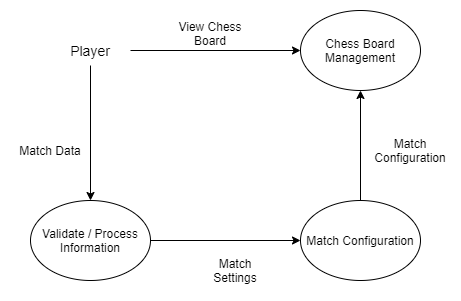 View Chess
Board
Player
Chess Board
Management
Match Data
Match
Configuration
Validate / Process
Information
Match
Settings
Match Configuration